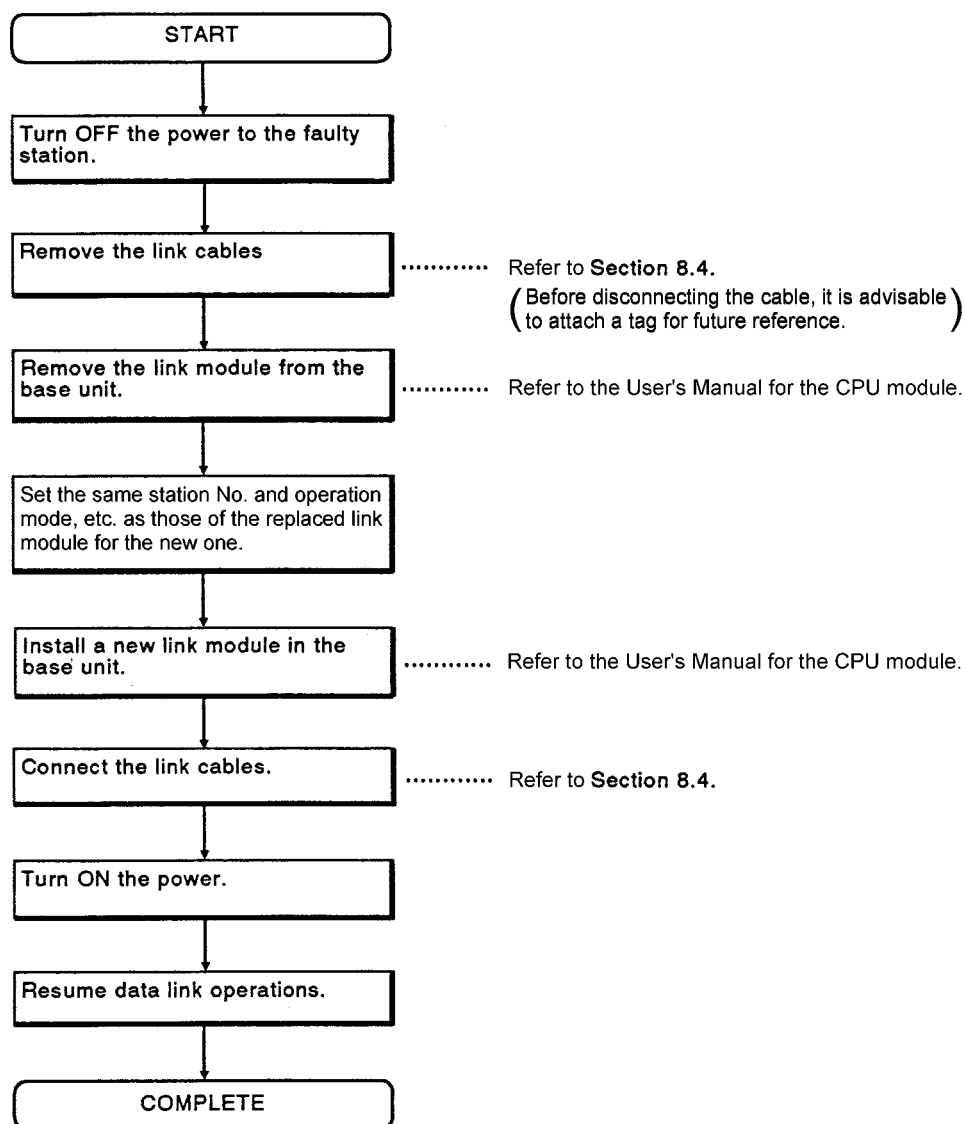 START
Turn OFF the power to the faulty
station.
Remove the link cables
Refer to Section 8.4.
(Before disconnecting the cable, it is advisable
to attach a tag for future reference.)
Remove the link module from the
base unit.
Refer to the User's Manual for the CPU module.
Set the same station No. and operation
mode, etc. as those of the replaced link
module for the new one.
Install a new link module in the
base unit.
Refer to the User's Manual for the CPU module.
Connect the link cables.
Refer to Section 8.4.
Turn ON the power.
Resume data link operations.
COMPLETE